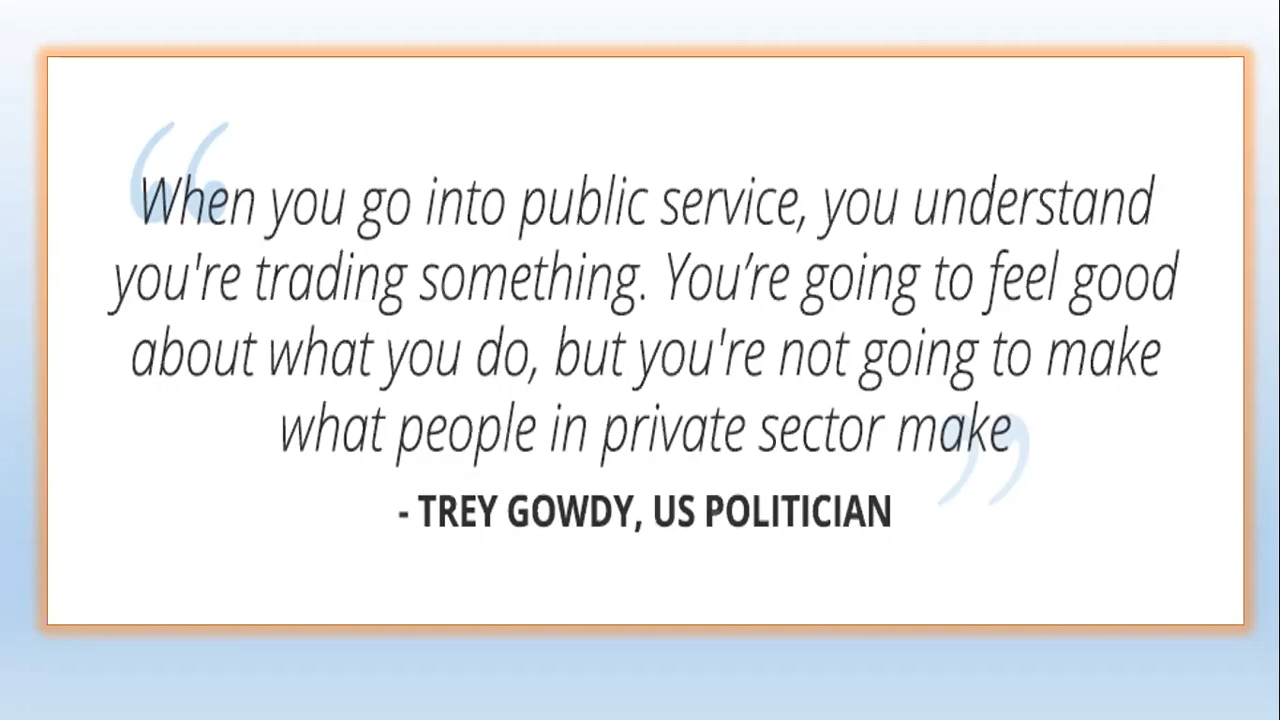 When you go into public service, you understand
you're trading something. You’re going to feel good
about what you do, but you're not going to make
what people in private sector make
- TREY GOWDY, US POLITICIAN